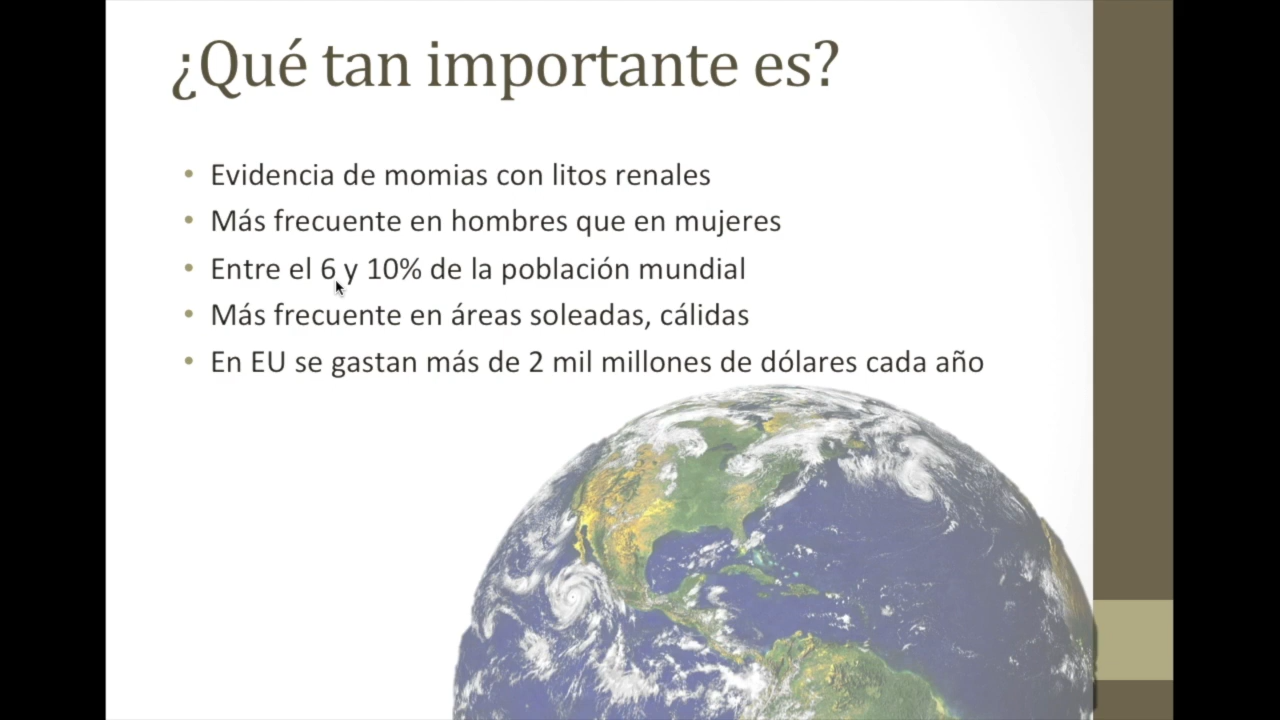 ¿Qué tan importante es?
• Evidencia de momias con litos renales
• Más frecuente en hombres que en mujeres
• Entre el 6 y 10% de la población mundial
• Más frecuente en áreas soleadas, cálidas
• En EU se gastan más de 2 mil millones de dólares cada año